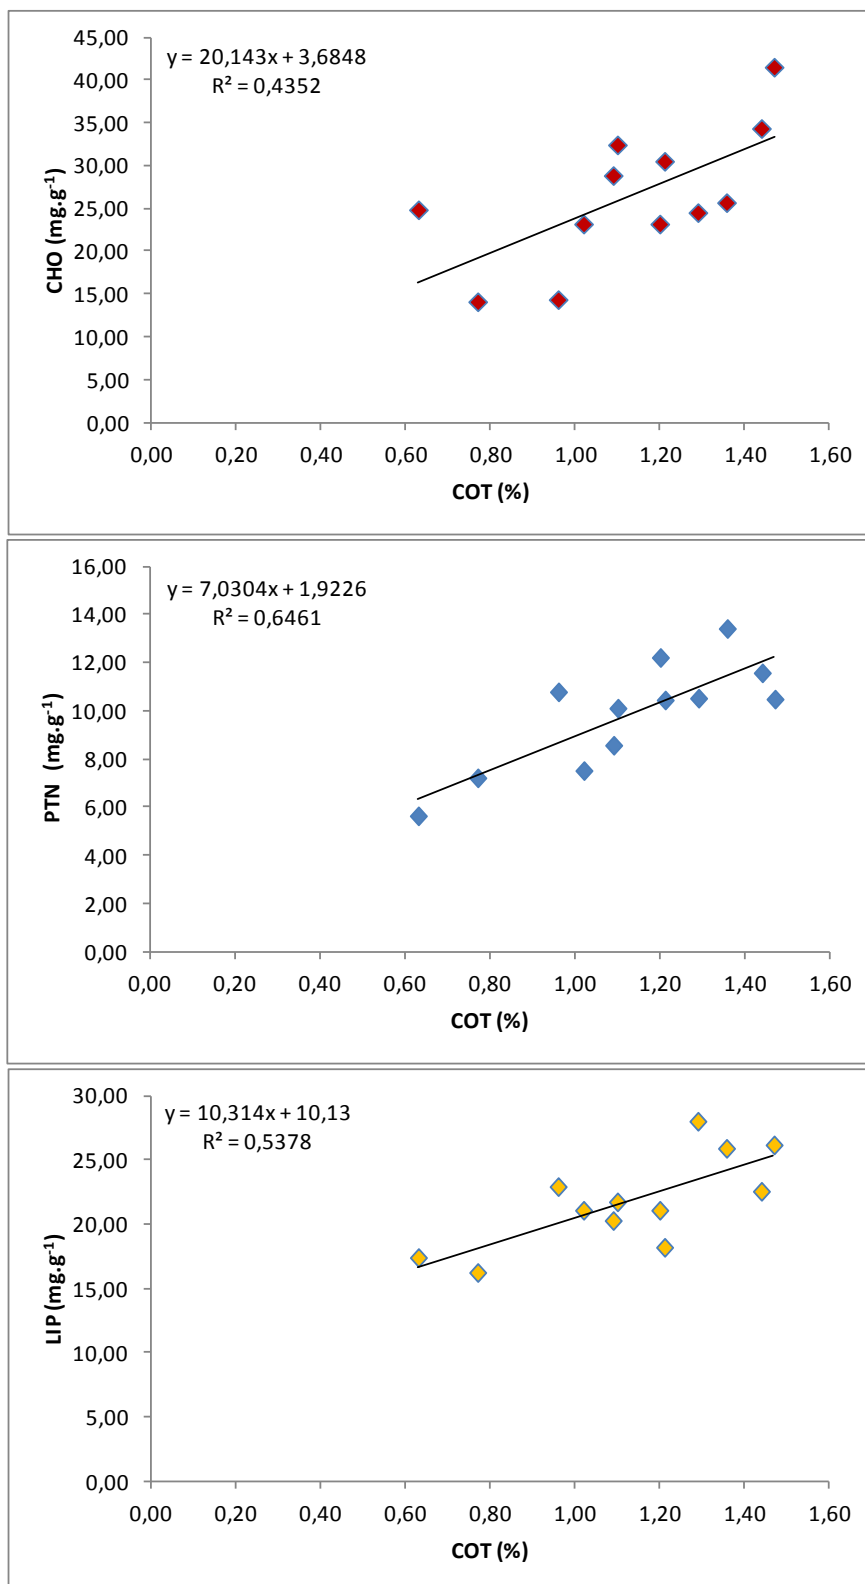 45,00
40,00
35,00
30,00
25,00
20,00
15,00
10,00
5,00
0,00
CHO (mg.g-1)
y = 20,143x + 3,6848
R² = 0,4352
0,00 0,20 0,40 0,60 0,80 1,00 1,20 1,40 1,60
COT (%)
16,00
14,00
12,00
10,00
8,00
6,00
4,00
2,00
0,00
PTN (mg.g-1)
y = 7,0304x + 1,9226
R² = 0,6461
0,00 0,20 0,40 0,60 0,80 1,00 1,20 1,40 1,60
COT (%)
30,00
25,00
20,00
15,00
10,00
5,00
0,00
LIP (mg.g-1)
y = 10,314x + 10,13
R² = 0,5378
0,00 0,20 0,40 0,60 0,80 1,00 1,20 1,40 1,60
COT (%)